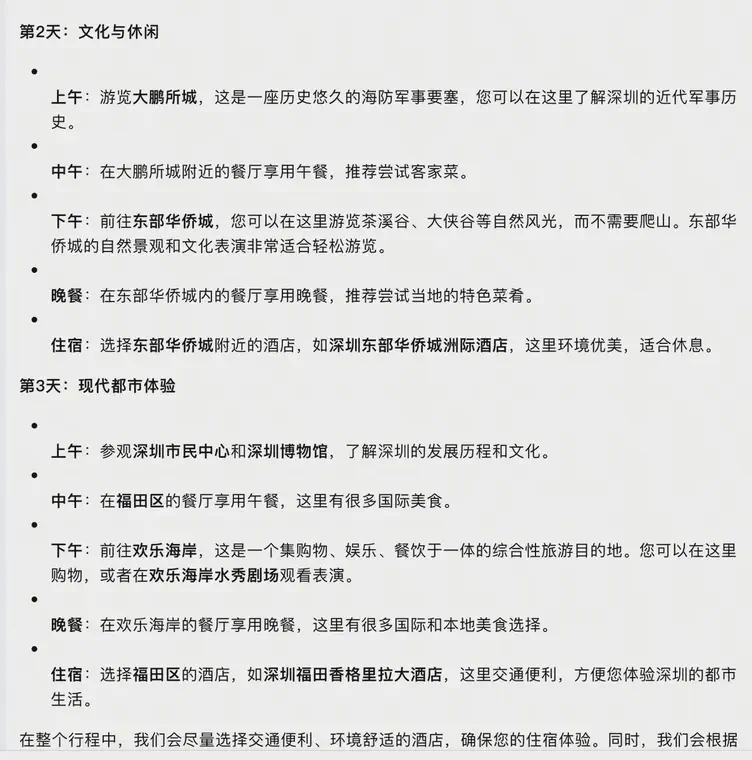 第2天：文化与休闲
上午：游览大鹏所城，这是一座历史悠久的海防军事要塞，您可以在这里了解深圳的近代军事历
史。
中午：在大鹏所城附近的餐厅享用午餐，推荐尝试客家菜。
下午：前往东部华侨城，您可以在这里游览茶溪谷、大侠谷等自然风光，而不需要爬山。东部华
侨城的自然景观和文化表演非常适合轻松游览。
晚餐：在东部华侨城内的餐厅享用晚餐，推荐尝试当地的特色菜肴。
住宿：选择东部华侨城附近的酒店，如深圳东部华侨城洲际酒店，这里环境优美，适合休息。
第3天：现代都市体验
上午：参观深圳市民中心和深圳博物馆，了解深圳的发展历程和文化。
中午：在福田区的餐厅享用午餐，这里有很多国际美食。
下午：前往欢乐海岸，这是一个集购物、娱乐、餐饮于一体的综合性旅游目的地。您可以在这里
购物，或者在欢乐海岸水秀剧场观看表演。
晚餐：在欢乐海岸的餐厅享用晚餐，这里有很多国际和本地美食选择。
住宿：选择福田区的酒店，如深圳福田香格里拉大酒店，这里交通便利，方便您体验深圳的都市
生活。
在整个行程中，我们会尽量选择交通便利、环境舒适的酒店，确保您的住宿体验。同时，我们会根据